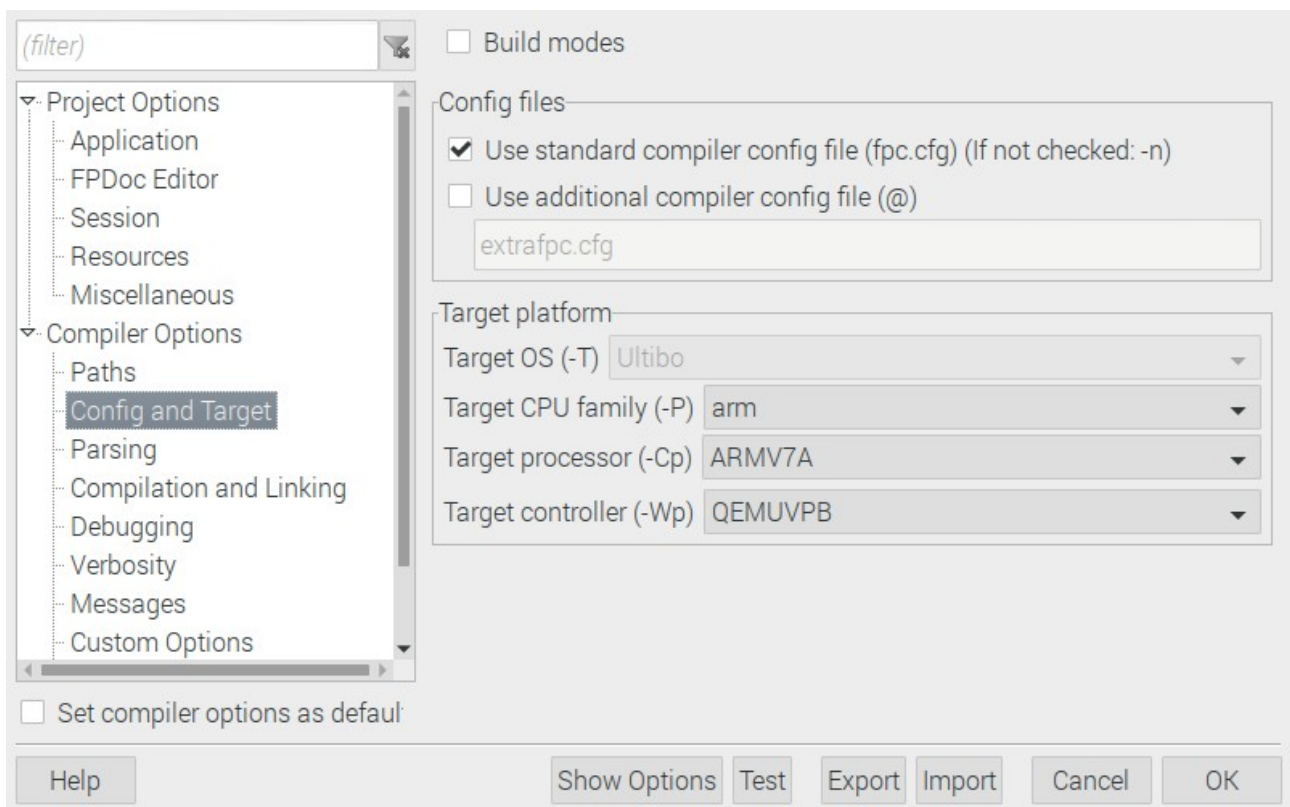 (filter)
Project Options
Application
FPDoc Editor
Session
Resources
Miscellaneous
Compiler Options
Paths
Config and Target
Parsing
Compilation and Linking
Debugging
Verbosity
Messages
Custom Options
Set compiler options as defaul
Build modes
Config files
Use standard compiler config file (fpc.cfg) (If not checked: -n)
Use additional compiler config file (@)
extrafpc.cfg
Target platform
Target OS (-T) Ultibo
Target CPU family (-P) arm
Target processor (-Cp) ARMV7A
Target controller (-Wp) QEMUVPB
Help Show Options Test Export Import Cancel OK